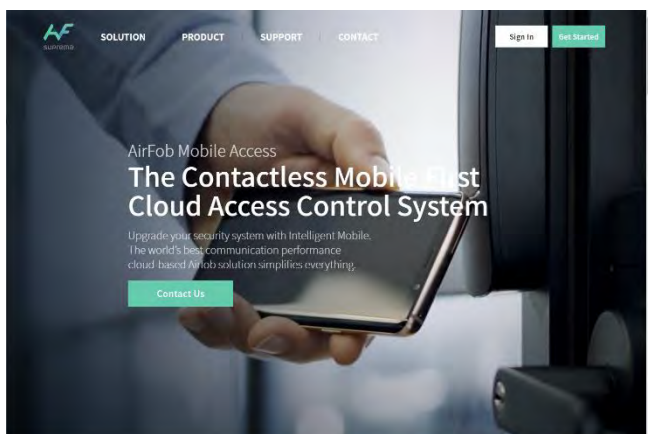 suprema
SOLUTION
PRODUCT
SUPPORT
CONTACT
Sign In
Get Started
AirFob Mobile Access
The Contactless Mobile First
Cloud Access Control System
Upgrade your security system with Intelligent Mobile.
The world's best communication performance
cloud-based Airfob solution simplifies everything.
Contact Us